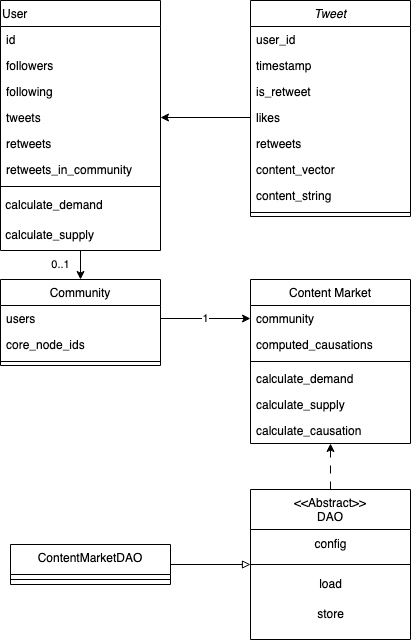 User
id
followers
following
tweets
retweets
retweets_in_community
calculate_demand
calculate_supply
Tweet
user_id
timestamp
is_retweet
likes
retweets
content_vector
content_string
0..1
Community
users
core_node_ids
1
Content Market
community
computed_causations
calculate_demand
calculate_supply
calculate_causation
<<Abstract>>
DAO
config
load
store
ContentMarketDAO